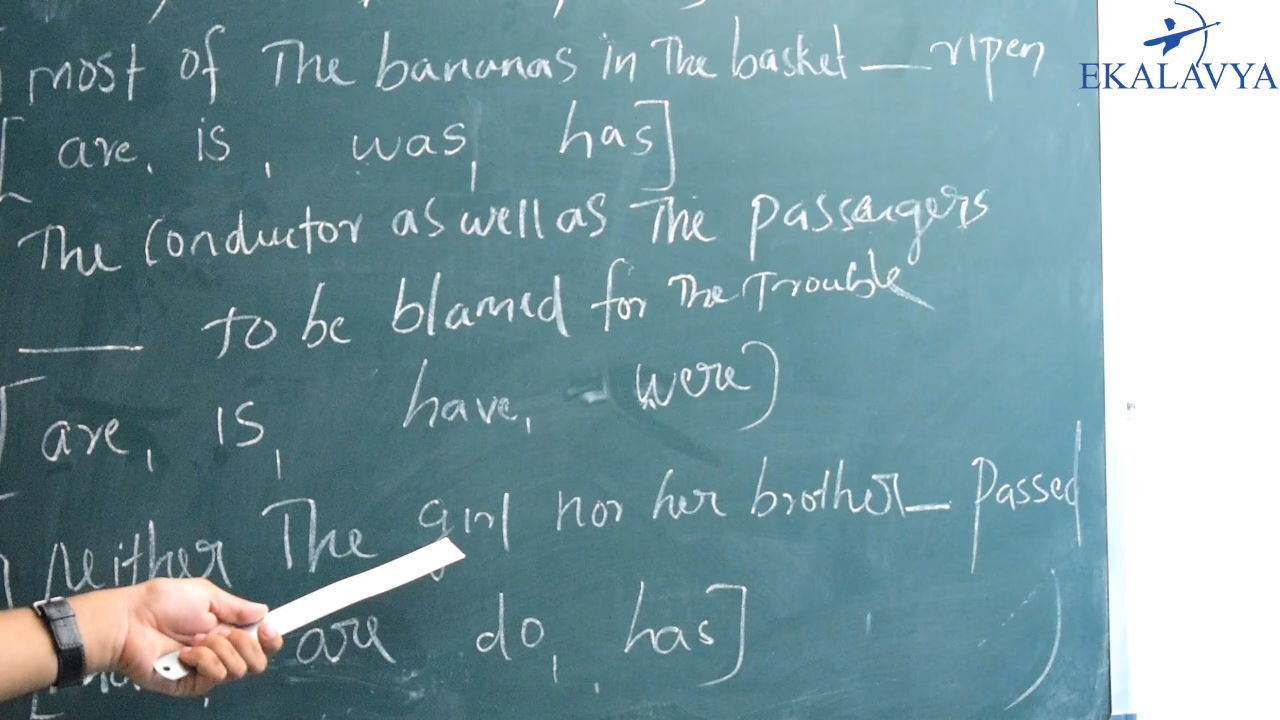 EKALAVYA
most of The bananas in The basket __ ripen
[ are, is, was, has]
The Conductor as well as The Passengers
___ to be blamed for The Trouble
[ are, is, have, were)
Neither The girl nor her brother _ Passed
are do, has]